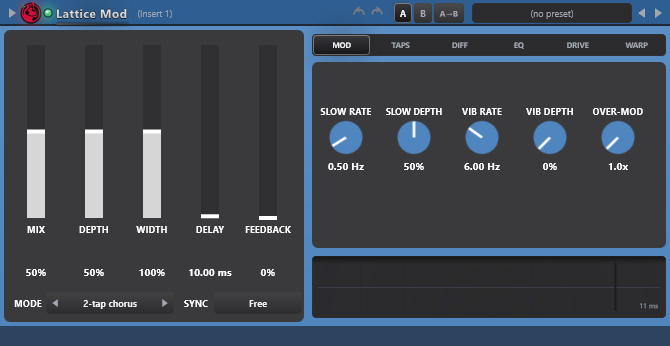 Lattice Mod (Insert 1)
A B A→B (no preset)
MOD TAPS DIFF EQ DRIVE WARP
SLOW RATE SLOW DEPTH VIB RATE VIB DEPTH OVER-MOD
0.50 Hz 50% 6.00 Hz 0% 1.0x
MIX DEPTH WIDTH DELAY FEEDBACK
50% 50% 100% 10.00 ms 0%
MODE 2-tap chorus SYNC Free
11 ms